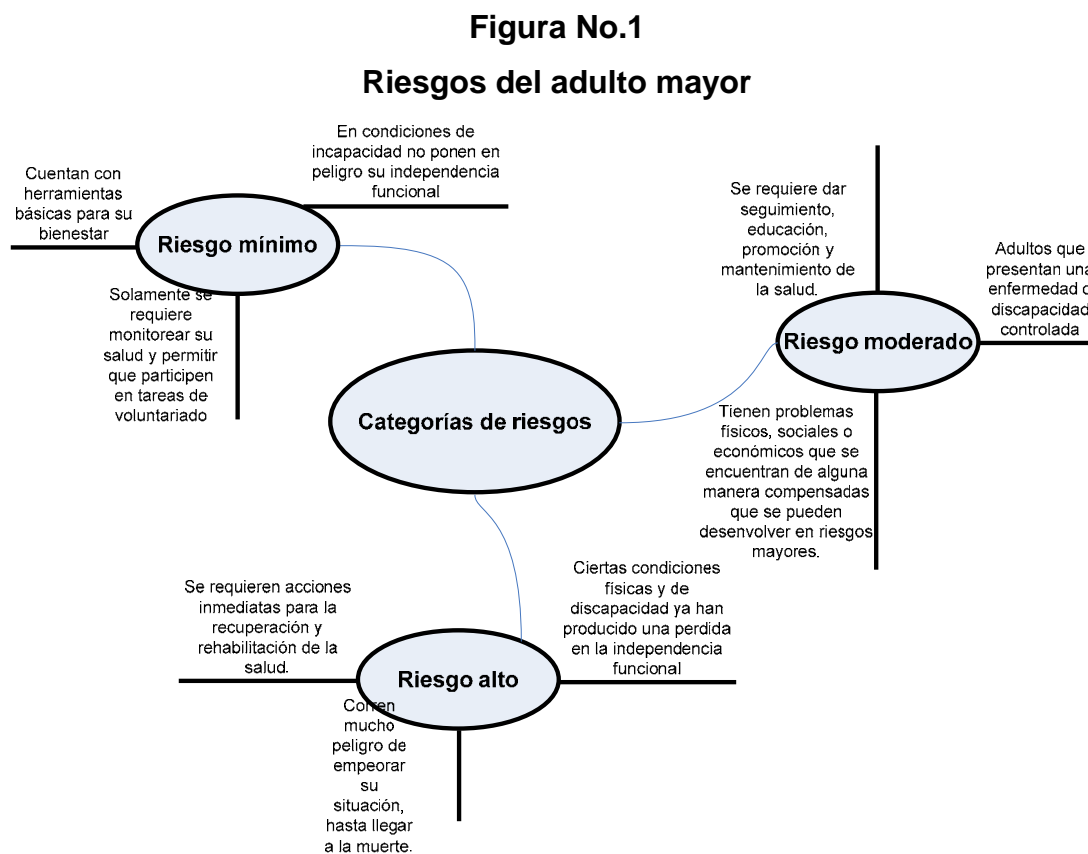 Figura No.1
Riesgos del adulto mayor
En condiciones de
incapacidad no ponen en
peligro su independencia
funcional
Cuentan con
herramientas
básicas para su
bienestar
Riesgo mínimo
Solamente se
requiere
monitorear su
salud y permitir
que participen
en tareas de
voluntariado
Se requiere dar
seguimiento,
educación,
promoción y
mantenimiento de
la salud.
Adultos que
presentan una
enfermedad o
discapacidad
controlada
Riesgo moderado
Tienen problemas
físicos, sociales o
económicos que se
encuentran de alguna
manera compensadas
que se pueden
desenvolver en riesgos
mayores.
Categorías de riesgos
Se requieren acciones
inmediatas para la
recuperación y
rehabilitación de la
salud.
Ciertas condiciones
físicas y de
discapacidad ya han
producido una perdida
en la independencia
funcional
Riesgo alto
Corren
mucho
peligro de
empeorar
su
situación,
hasta llegar
a la muerte.